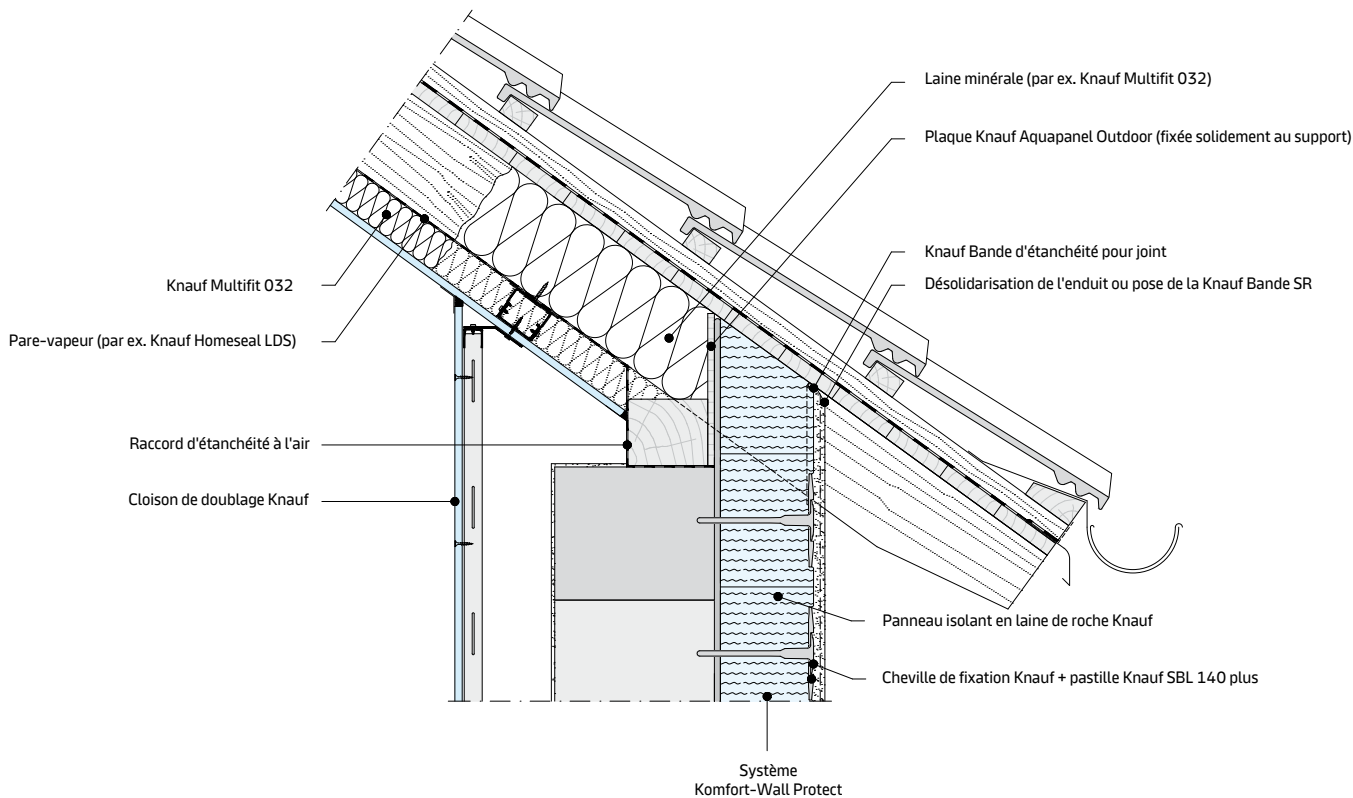 Laine minérale (par ex. Knauf Multifit 032)
Plaque Knauf Aquapanel Outdoor (fixée solidement au support)
Knauf Bande d'étanchéité pour joint
Désolidarisation de l'enduit ou pose de la Knauf Bande SR
Knauf Multifit 032
Pare-vapeur (par ex. Knauf Homeseal LDS)
Raccord d'étanchéité à l'air
Cloison de doublage Knauf
Panneau isolant en laine de roche Knauf
Cheville de fixation Knauf + pastille Knauf SBL 140 plus
Système
Komfort-Wall Protect